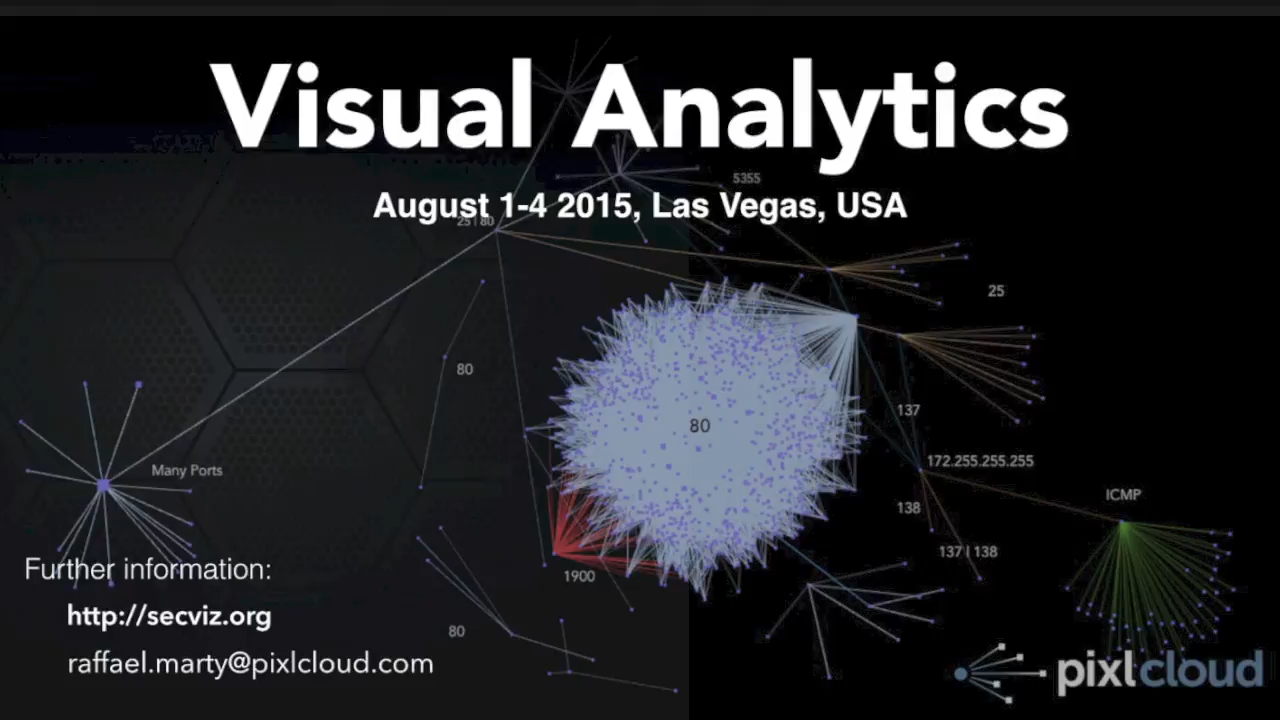 Visual Analytics
August 1-4 2015, Las Vegas, USA
5355
25 | 80
25
80
80
137
Many Ports
172.255.255.255
ICMP
138
137 | 138
1900
80
Further information:
http://secviz.org
raffael.marty@pixlcloud.com
pixlcloud